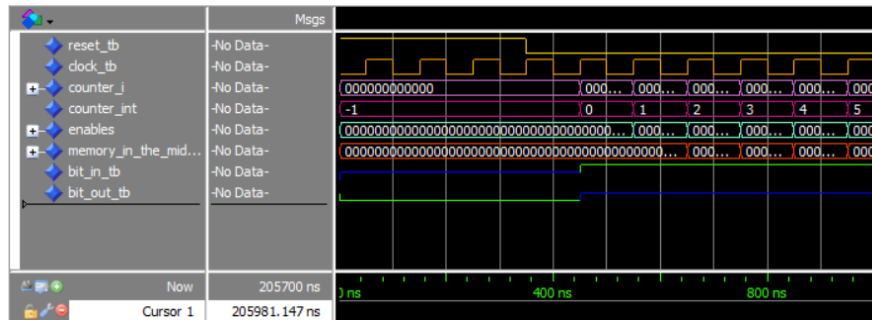 Msgs
reset_tb -No Data-
clock_tb -No Data-
counter_i -No Data- 000000000000 000... 000... 000... 000... 000... 000
counter_int -No Data- -1 0 1 2 3 4 5
enables -No Data- 000000000000000000000000000000000000... 000... 000... 000... 000... 000
memory_in_the_mid... -No Data- 00000000000000000000000000000000000000000... 000... 000... 000... 000
bit_in_tb -No Data-
bit_out_tb -No Data-
Now 205700 ns
Cursor 1 205981.147 ns
ns 400 ns 800 ns